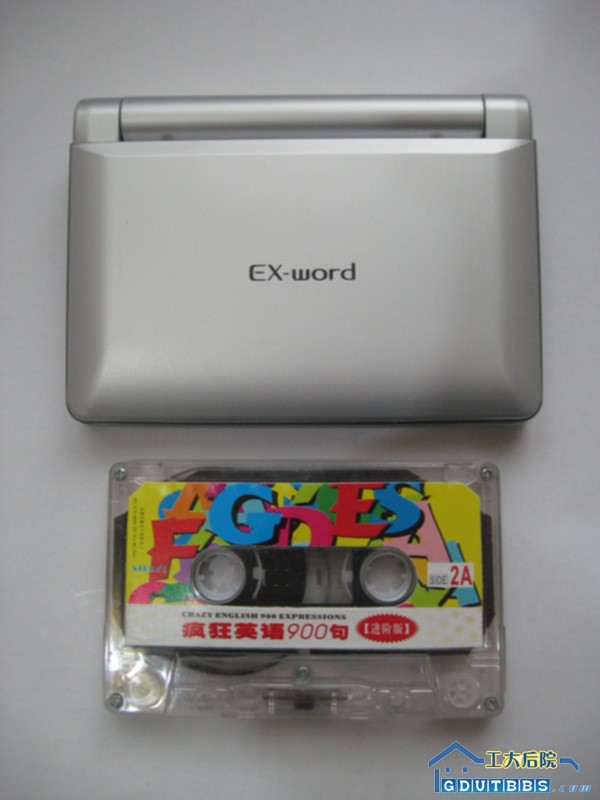 EX-word
STEREO
SIDE: 2A
CRAZY ENGLISH 900 EXPRESSIONS
疯狂英语900句【进阶版】
工大后院
GDUTBBS.com